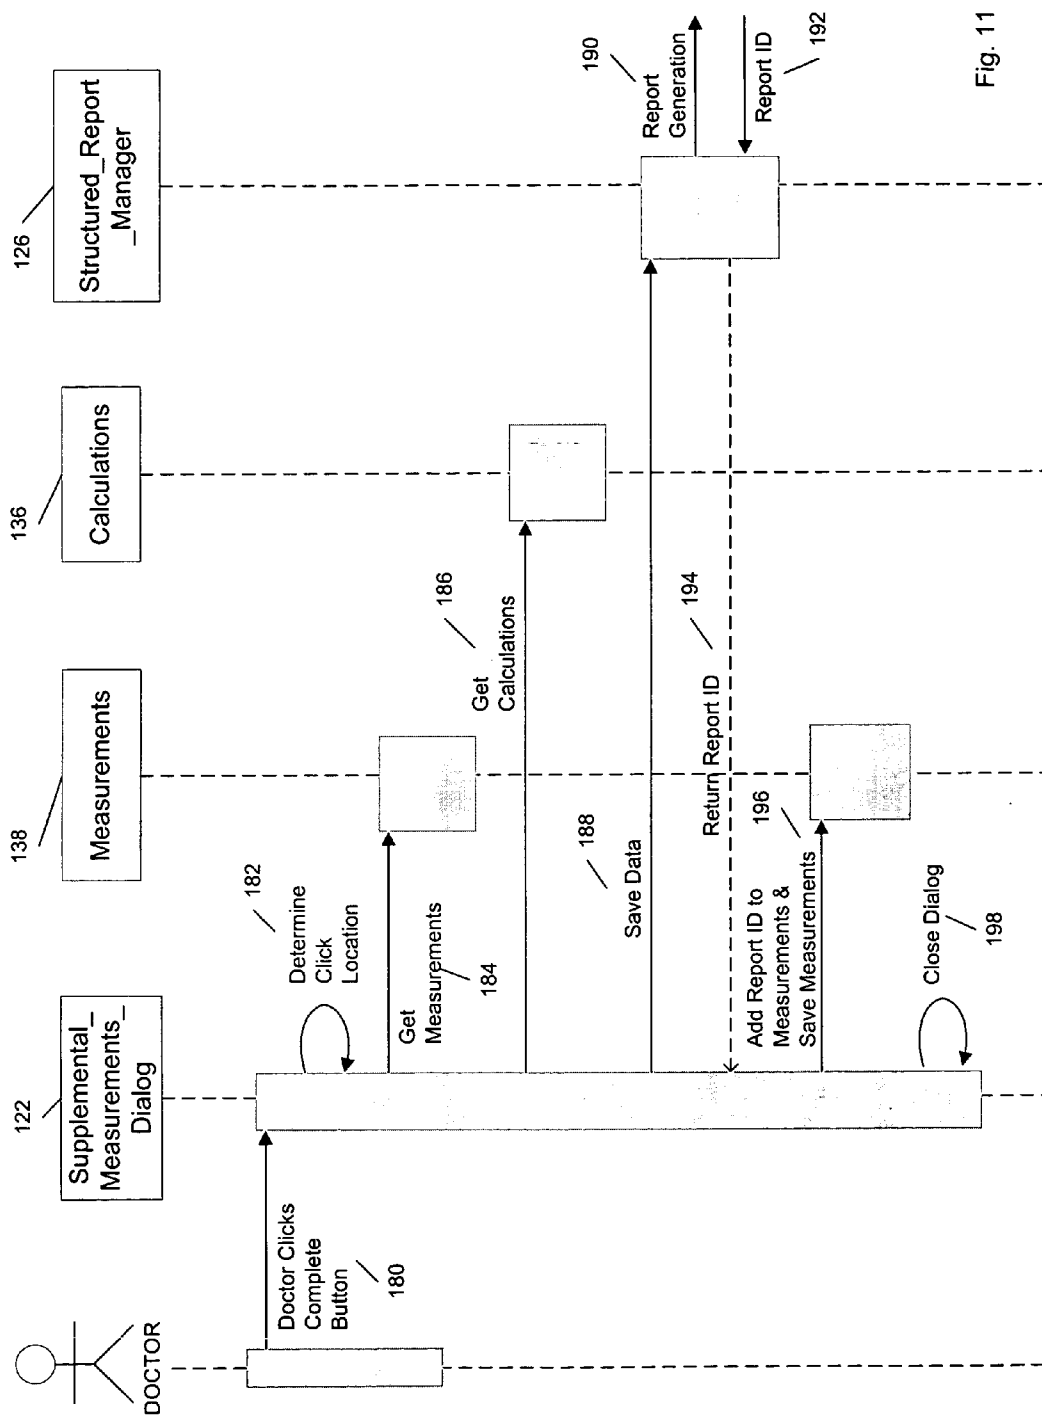 DOCTOR
122
Supplemental_
Measurements_
Dialog
138
Measurements
136
Calculations
126
Structured_Report
_Manager
Doctor Clicks
Complete
Button
180
182
Determine
Click
Location
Get
Measurements
184
186
Get
Calculations
188
Save Data
190
Report
Generation
Report ID
192
194
Return Report ID
196
Add Report ID to
Measurements &
Save Measurements
Close Dialog
198
Fig. 11